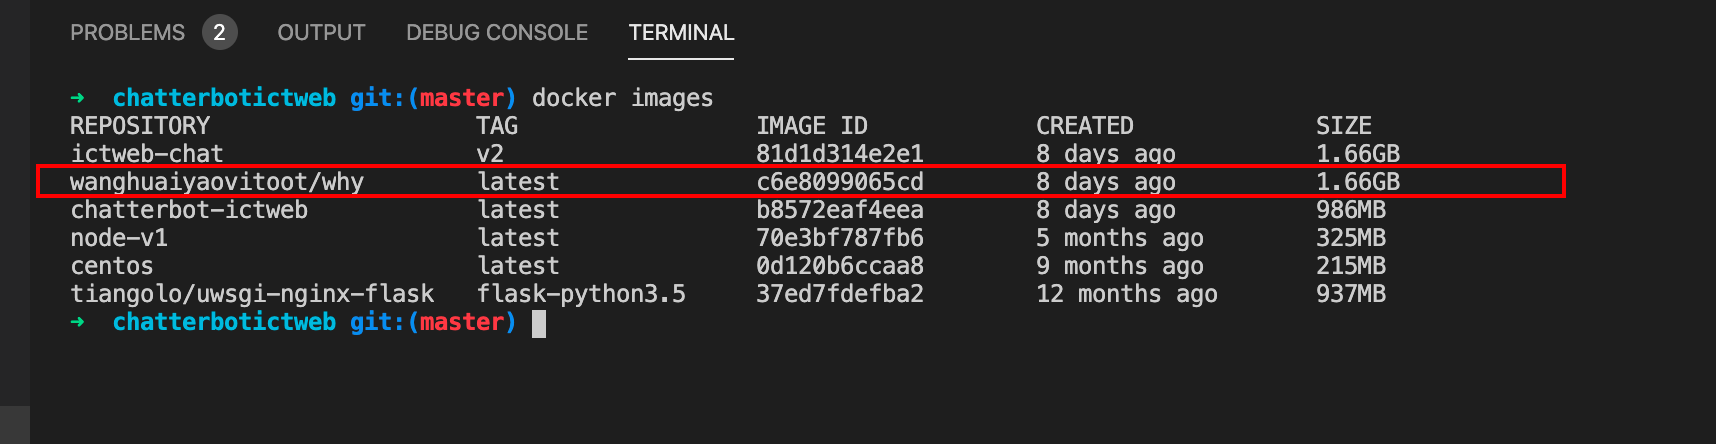 PROBLEMS 2 OUTPUT DEBUG CONSOLE TERMINAL
➜ chatterbotictweb git:(master) docker images
REPOSITORY TAG IMAGE ID CREATED SIZE
ictweb-chat v2 81d1d314e2e1 8 days ago 1.66GB
wanghuaiyaovitoot/why latest c6e8099065cd 8 days ago 1.66GB
chatterbot-ictweb latest b8572eaf4eea 8 days ago 986MB
node-v1 latest 70e3bf787fb6 5 months ago 325MB
centos latest 0d120b6ccaa8 9 months ago 215MB
tiangolo/uwsgi-nginx-flask flask-python3.5 37ed7fdefba2 12 months ago 937MB
➜ chatterbotictweb git:(master)